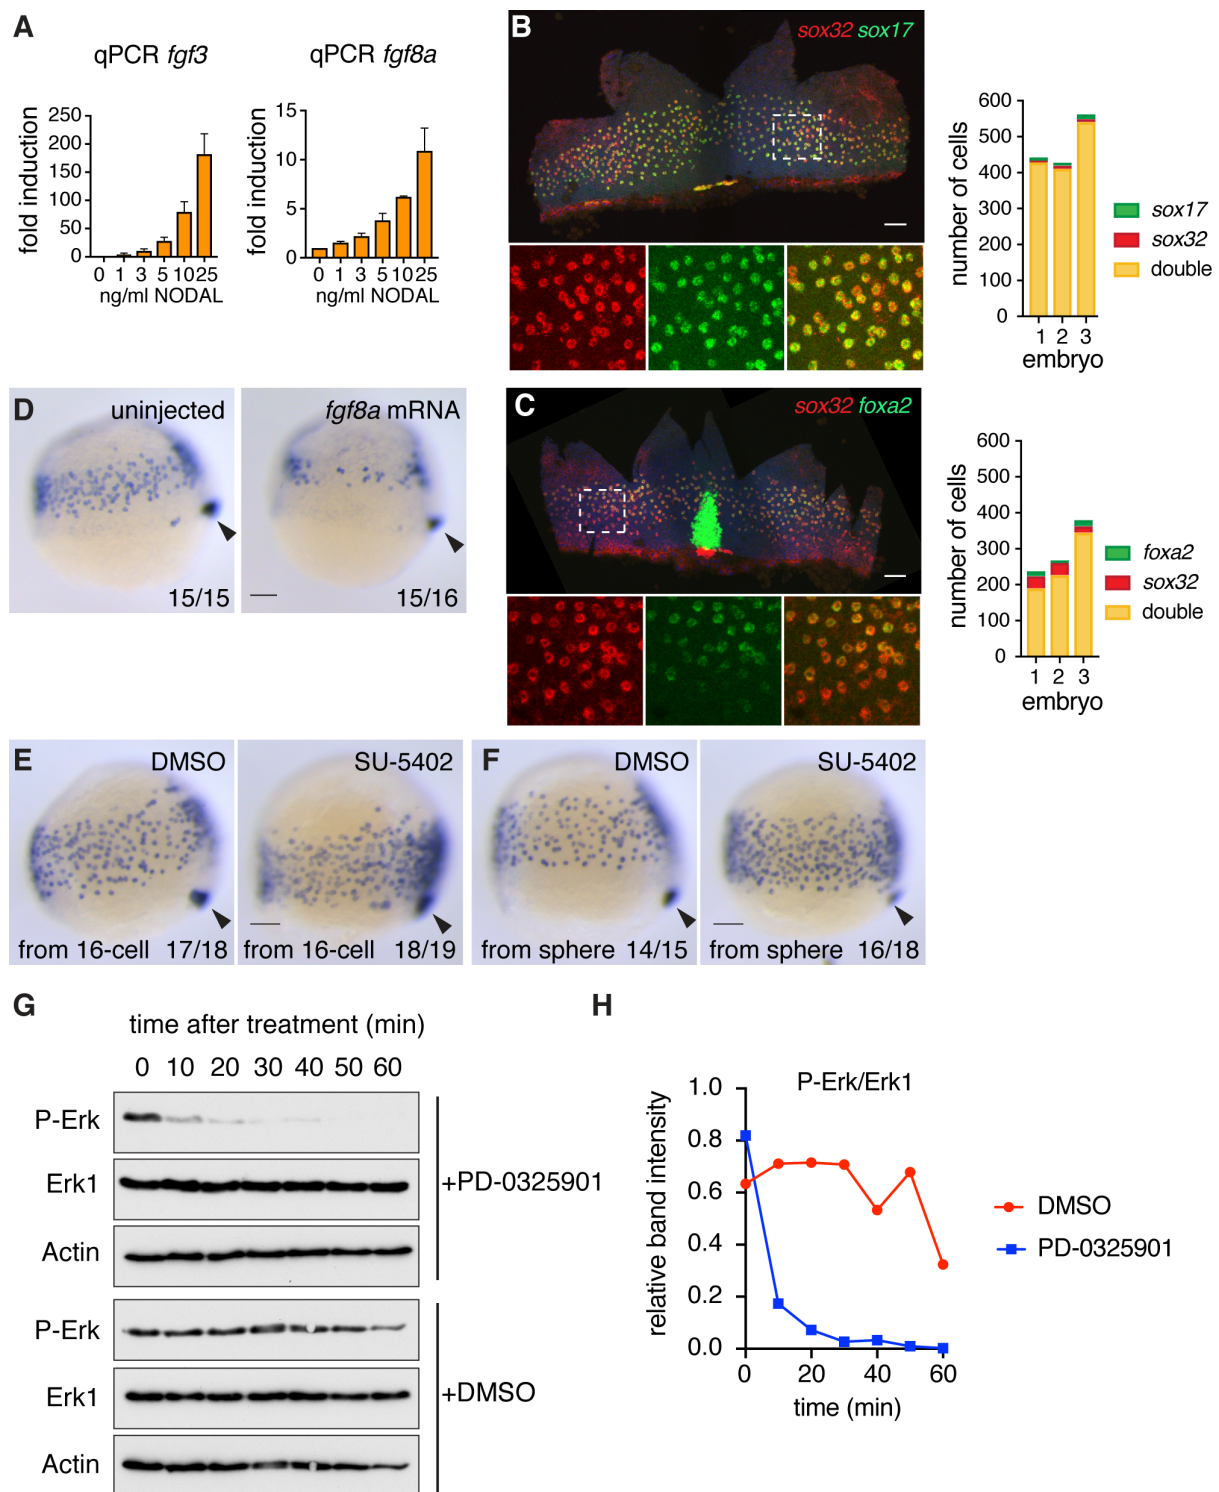 A
qPCR fgf3
qPCR fgf8a
fold induction
250
200
150
100
50
0
0 1 3 5 10 25
ng/ml NODAL
fold induction
15
10
5
0
0 1 3 5 10 25
ng/ml NODAL
B
sox32 sox17
number of cells
600
500
400
300
200
100
0
1 2 3
embryo
sox17
sox32
double
D
uninjected
15/15
fgf8a mRNA
15/16
C
sox32 foxa2
number of cells
600
500
400
300
200
100
0
1 2 3
embryo
foxa2
sox32
double
E
DMSO
from 16-cell 17/18
SU-5402
from 16-cell 18/19
F
DMSO
from sphere 14/15
SU-5402
from sphere 16/18
G
time after treatment (min)
0 10 20 30 40 50 60
P-Erk
Erk1
Actin
+PD-0325901
P-Erk
Erk1
Actin
+DMSO
H
P-Erk/Erk1
relative band intensity
1.0
0.8
0.6
0.4
0.2
0.0
0 20 40 60
time (min)
DMSO
PD-0325901